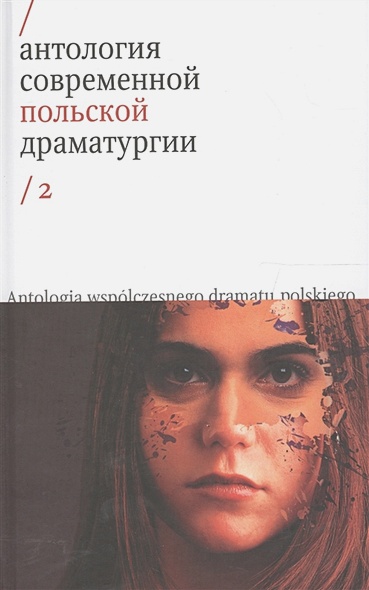 /
антология
современной
польской
драматургии
/2
Antologia współczesnego dramatu polskiego